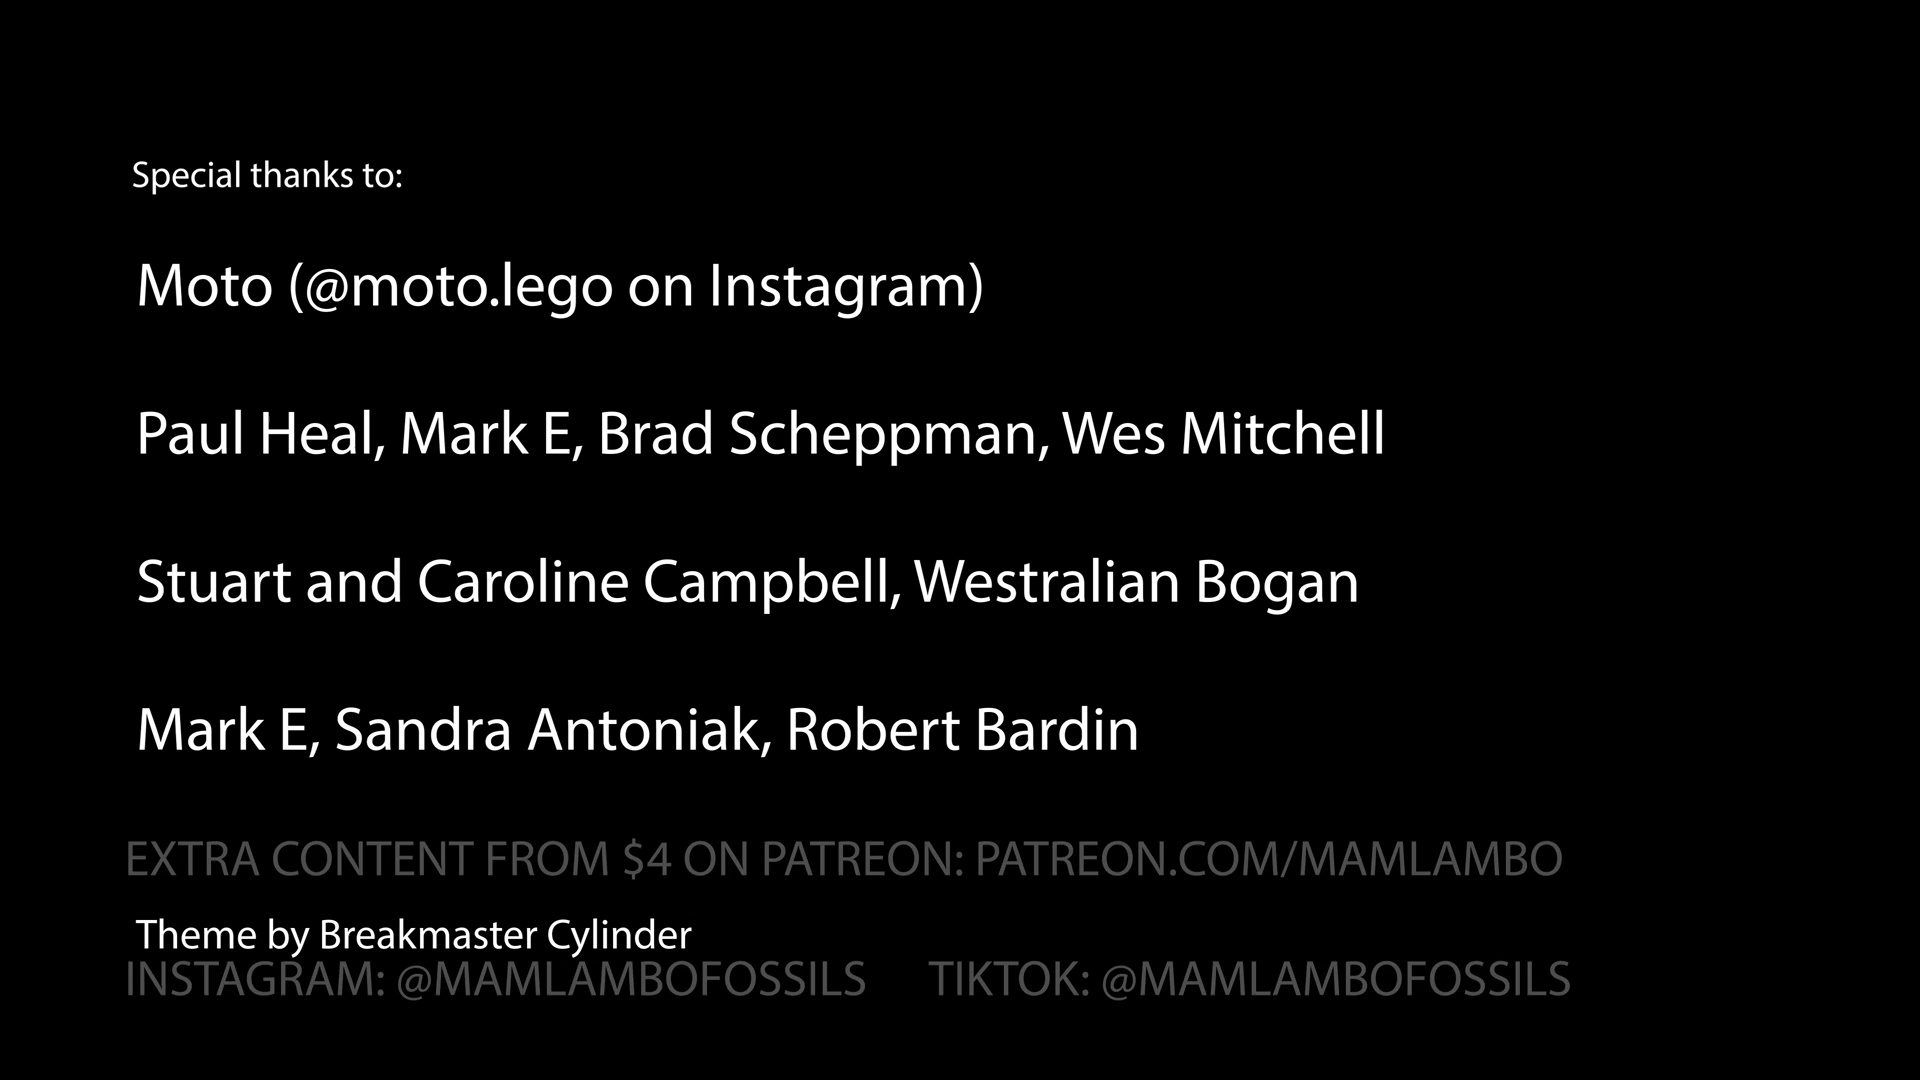 Special thanks to:
Moto (@moto.lego on Instagram)
Paul Heal, Mark E, Brad Scheppman, Wes Mitchell
Stuart and Caroline Campbell, Westralian Bogan
Mark E, Sandra Antoniak, Robert Bardin
EXTRA CONTENT FROM $4 ON PATREON: PATREON.COM/MAMLAMBO
Theme by Breakmaster Cylinder
INSTAGRAM: @MAMLAMBOFOSSILS TIKTOK: @MAMLAMBOFOSSILS